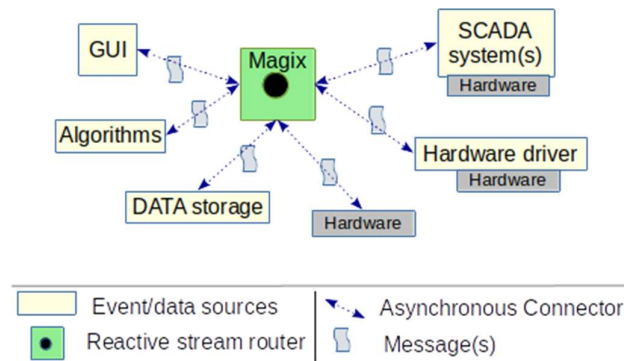 GUI
Magix
SCADA
system(s)
Hardware
Algorithms
Hardware driver
Hardware
DATA storage
Hardware
Event/data sources
Asynchronous Connector
Reactive stream router
Message(s)